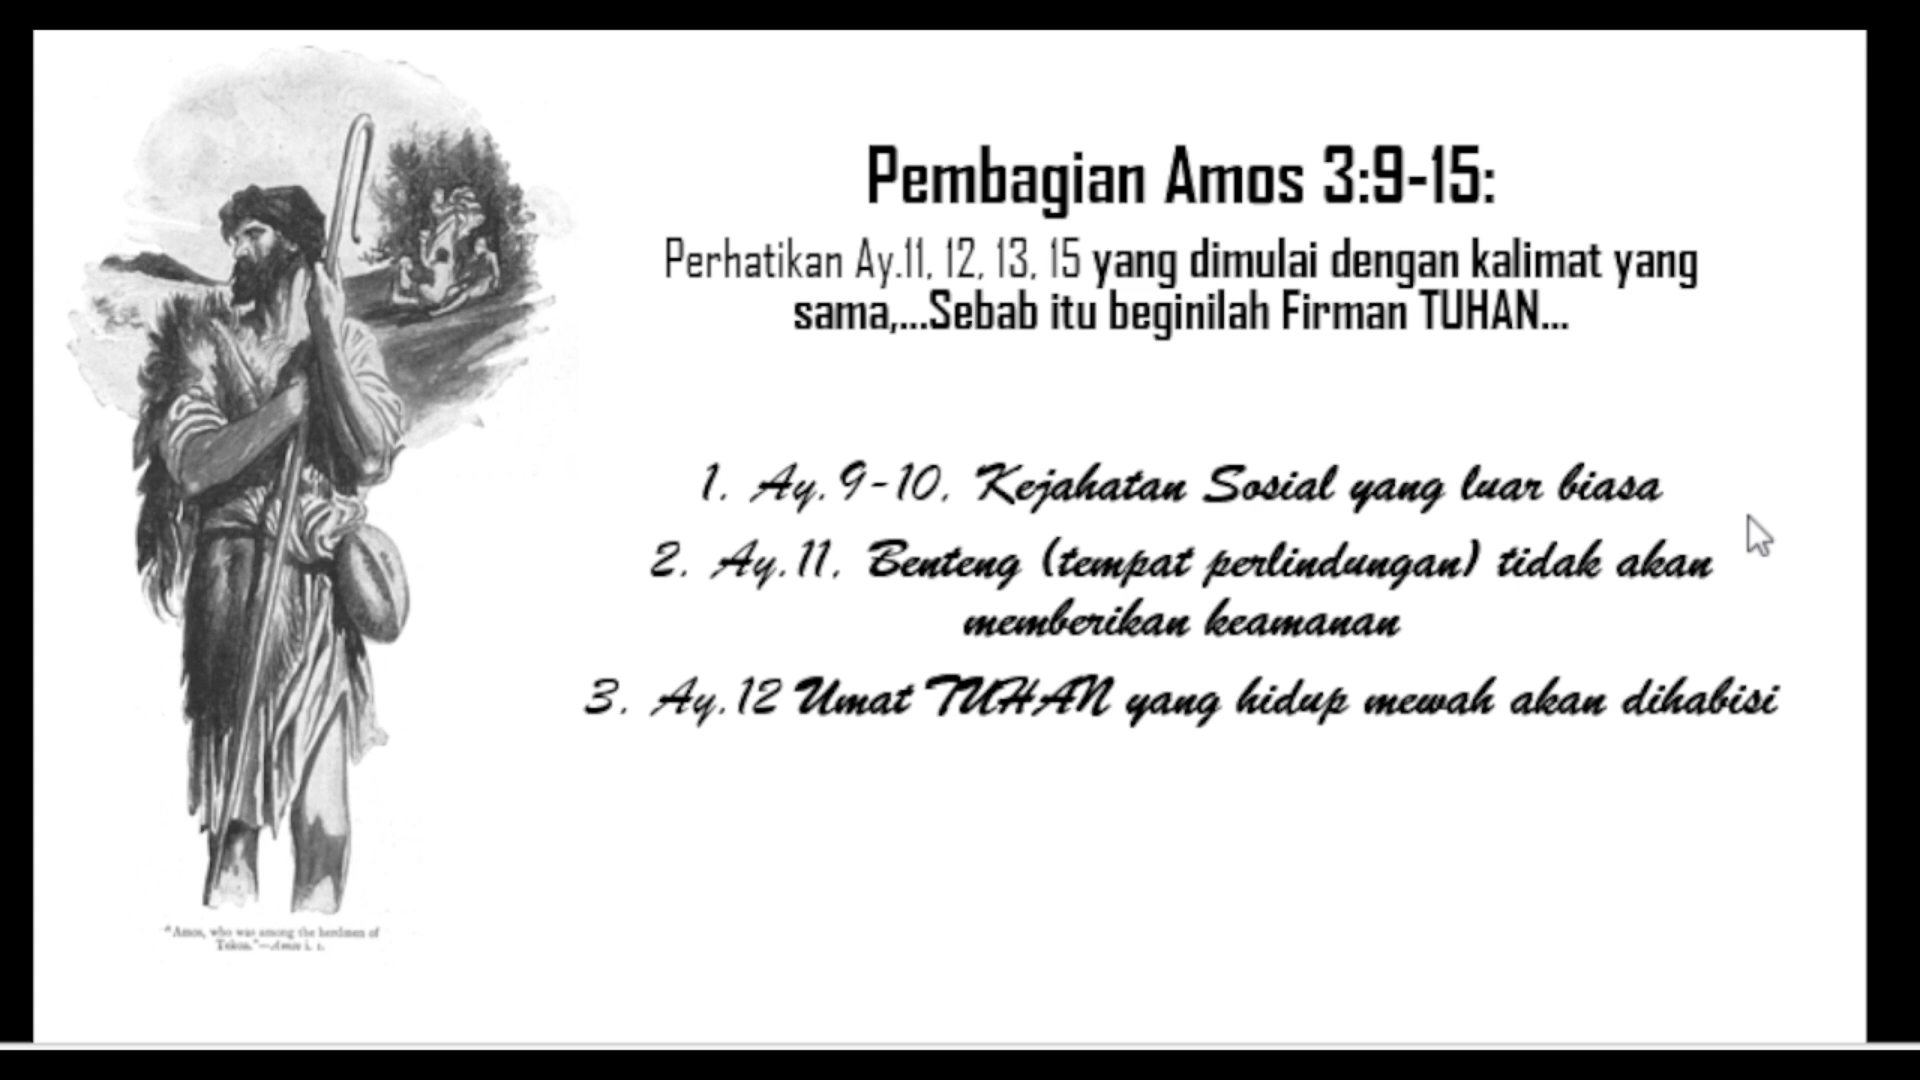 Pembagian Amos 3:9-15:
Perhatikan Ay.11, 12, 13, 15 yang dimulai dengan kalimat yang
sama,...Sebab itu beginilah Firman TUHAN...
1. Ay.9-10. Kejahatan Sosial yang luar biasa
2. Ay.11. Benteng (tempat perlindungan) tidak akan
memberikan keamanan
3. Ay.12 Umat TUHAN yang hidup mewah akan dihabisi
"Amos, who was among the herdmen of
Tekoa."—Amos i. 1.